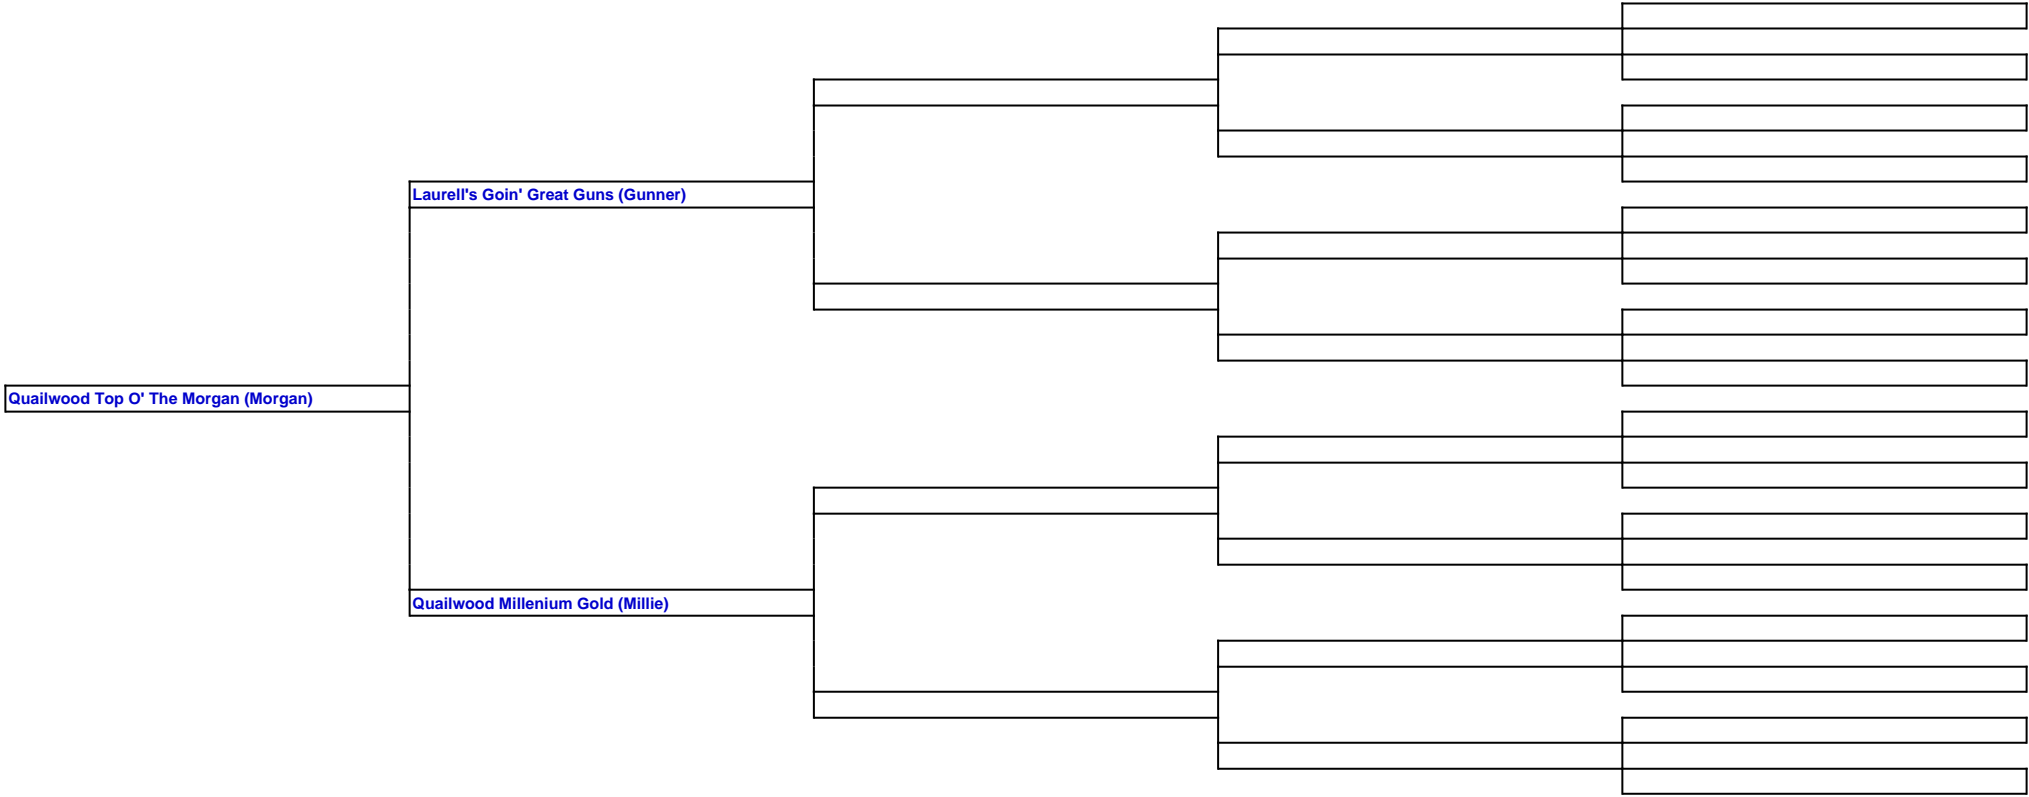 Laurell's Goin' Great Guns (Gunner)
Quailwood Top O' The Morgan (Morgan)
Quailwood Millenium Gold (Millie)